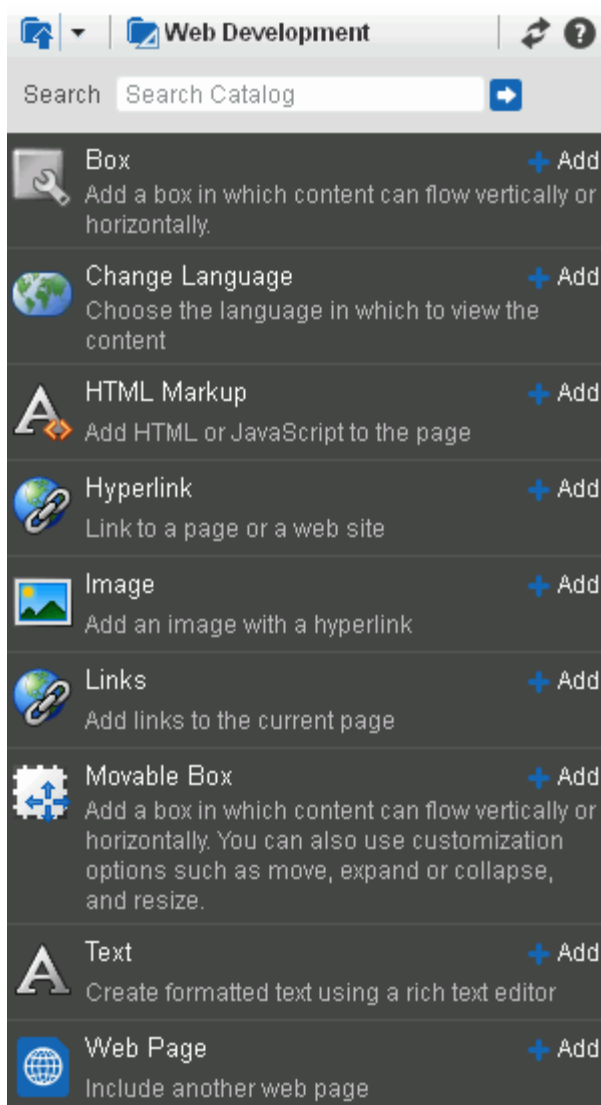 Web Development
Search Search Catalog
Box Add
Add a box in which content can flow vertically or
horizontally.
Change Language Add
Choose the language in which to view the
content
HTML Markup Add
Add HTML or JavaScript to the page
Hyperlink Add
Link to a page or a web site
Image Add
Add an image with a hyperlink
Links Add
Add links to the current page
Movable Box Add
Add a box in which content can flow vertically or
horizontally. You can also use customization
options such as move, expand or collapse,
and resize.
Text Add
Create formatted text using a rich text editor
Web Page Add
Include another web page